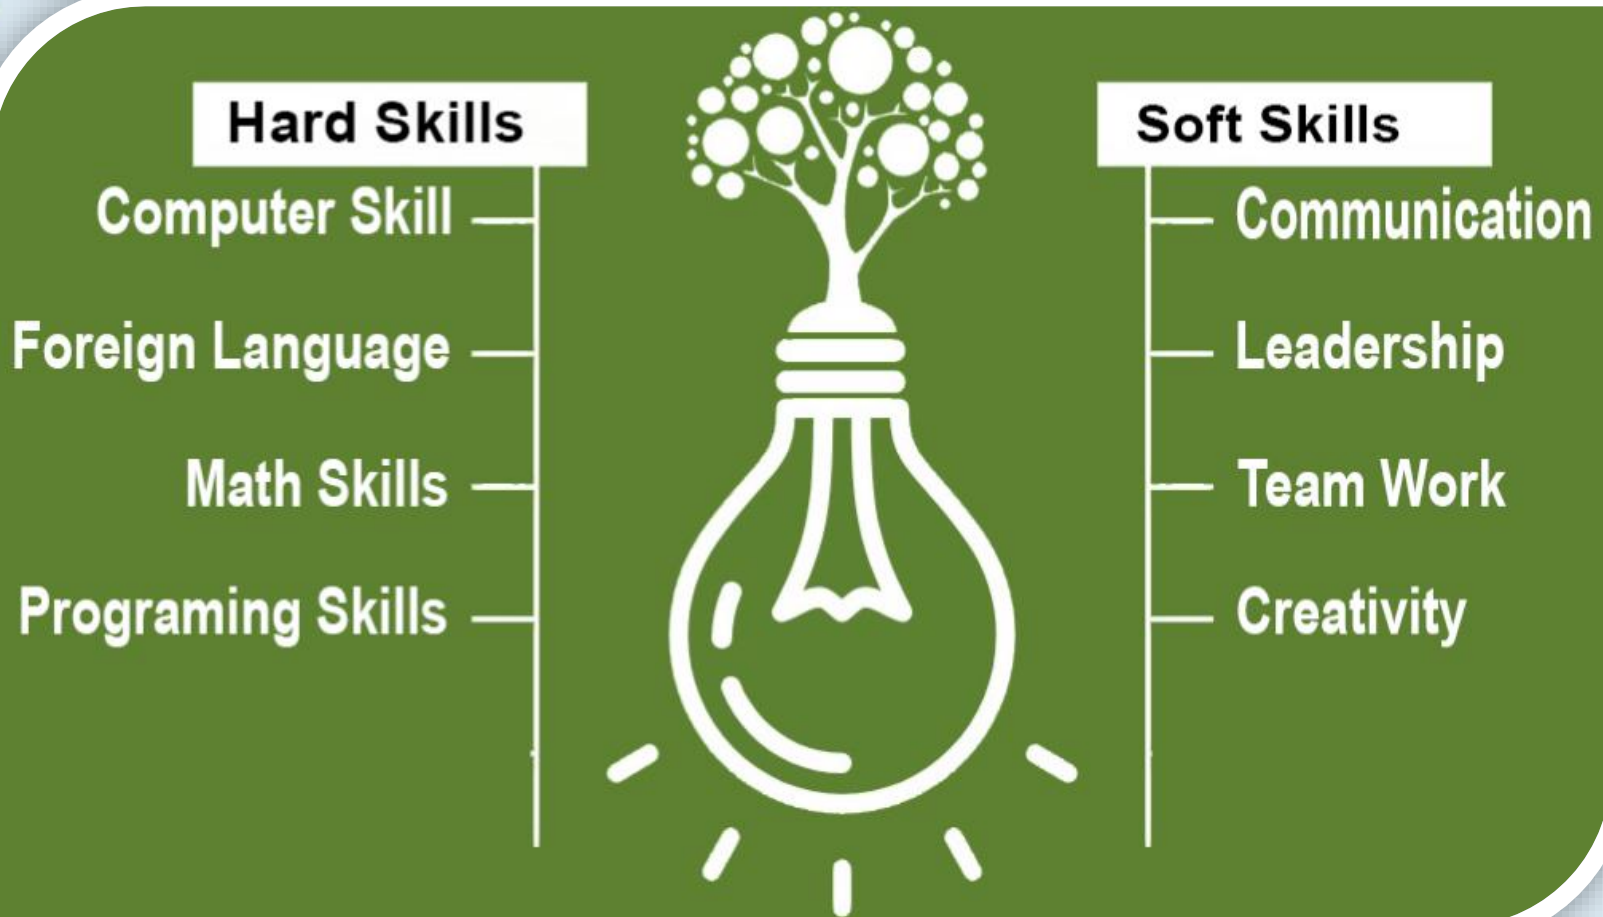 Hard Skills
Computer Skill
Foreign Language
Math Skills
Programing Skills
Soft Skills
Communication
Leadership
Team Work
Creativity